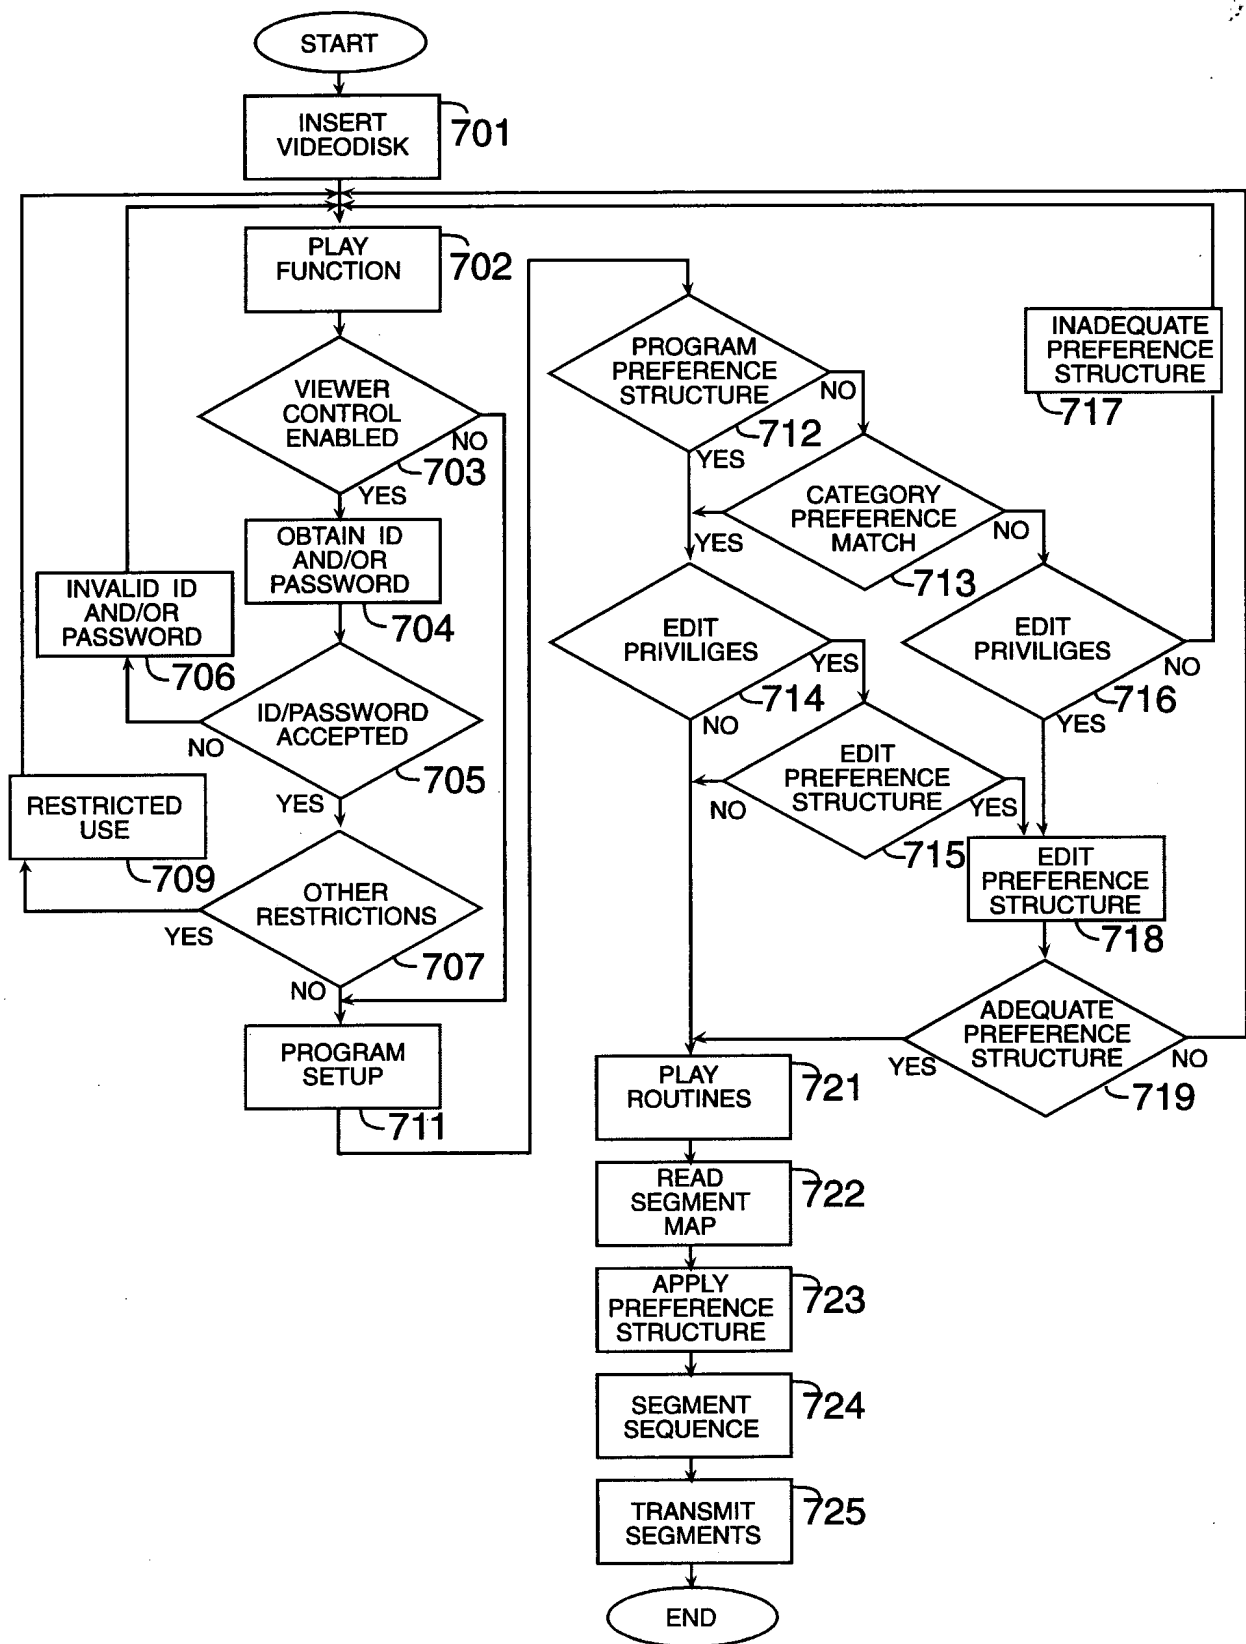 START
INSERT
VIDEODISK
701
PLAY
FUNCTION
702
VIEWER
CONTROL
ENABLED
NO
703
YES
OBTAIN ID
AND/OR
PASSWORD
704
INVALID ID
AND/OR
PASSWORD
706
ID/PASSWORD
ACCEPTED
NO
705
YES
RESTRICTED
USE
709
OTHER
RESTRICTIONS
YES
707
NO
PROGRAM
SETUP
711
PROGRAM
PREFERENCE
STRUCTURE
NO
712
YES
CATEGORY
PREFERENCE
MATCH
NO
YES
713
INADEQUATE
PREFERENCE
STRUCTURE
717
EDIT
PRIVILIGES
YES
714
NO
EDIT
PRIVILIGES
NO
716
YES
EDIT
PREFERENCE
STRUCTURE
NO
YES
715
EDIT
PREFERENCE
STRUCTURE
718
ADEQUATE
PREFERENCE
STRUCTURE
YES
NO
719
PLAY
ROUTINES
721
READ
SEGMENT
MAP
722
APPLY
PREFERENCE
STRUCTURE
723
SEGMENT
SEQUENCE
724
TRANSMIT
SEGMENTS
725
END